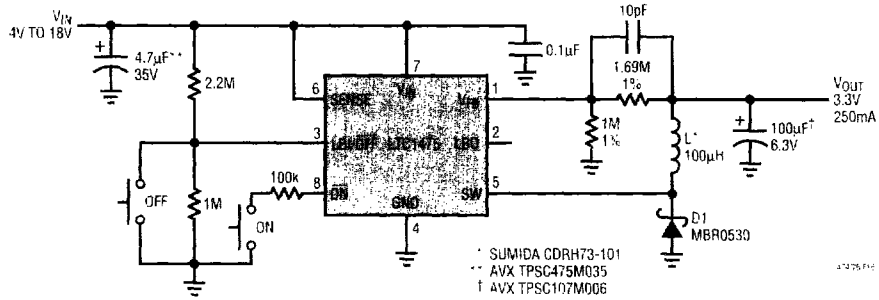 VIN
4V TO 18V
4.7µF**
35V
2.2M
0.1µF
10pF
1.69M
1%
VOUT
3.3V
250mA
7
VIN
6
SENSE
1
VFB
3
LBI/OFF
LTC1475
LBO
2
1M
1%
L*
100µH
100µF†
6.3V
OFF
1M
100k
8
ON
SW
5
ON
GND
4
D1
MBR0530
* SUMIDA CDRH73-101
** AVX TPSC475M035
† AVX TPSC107M006